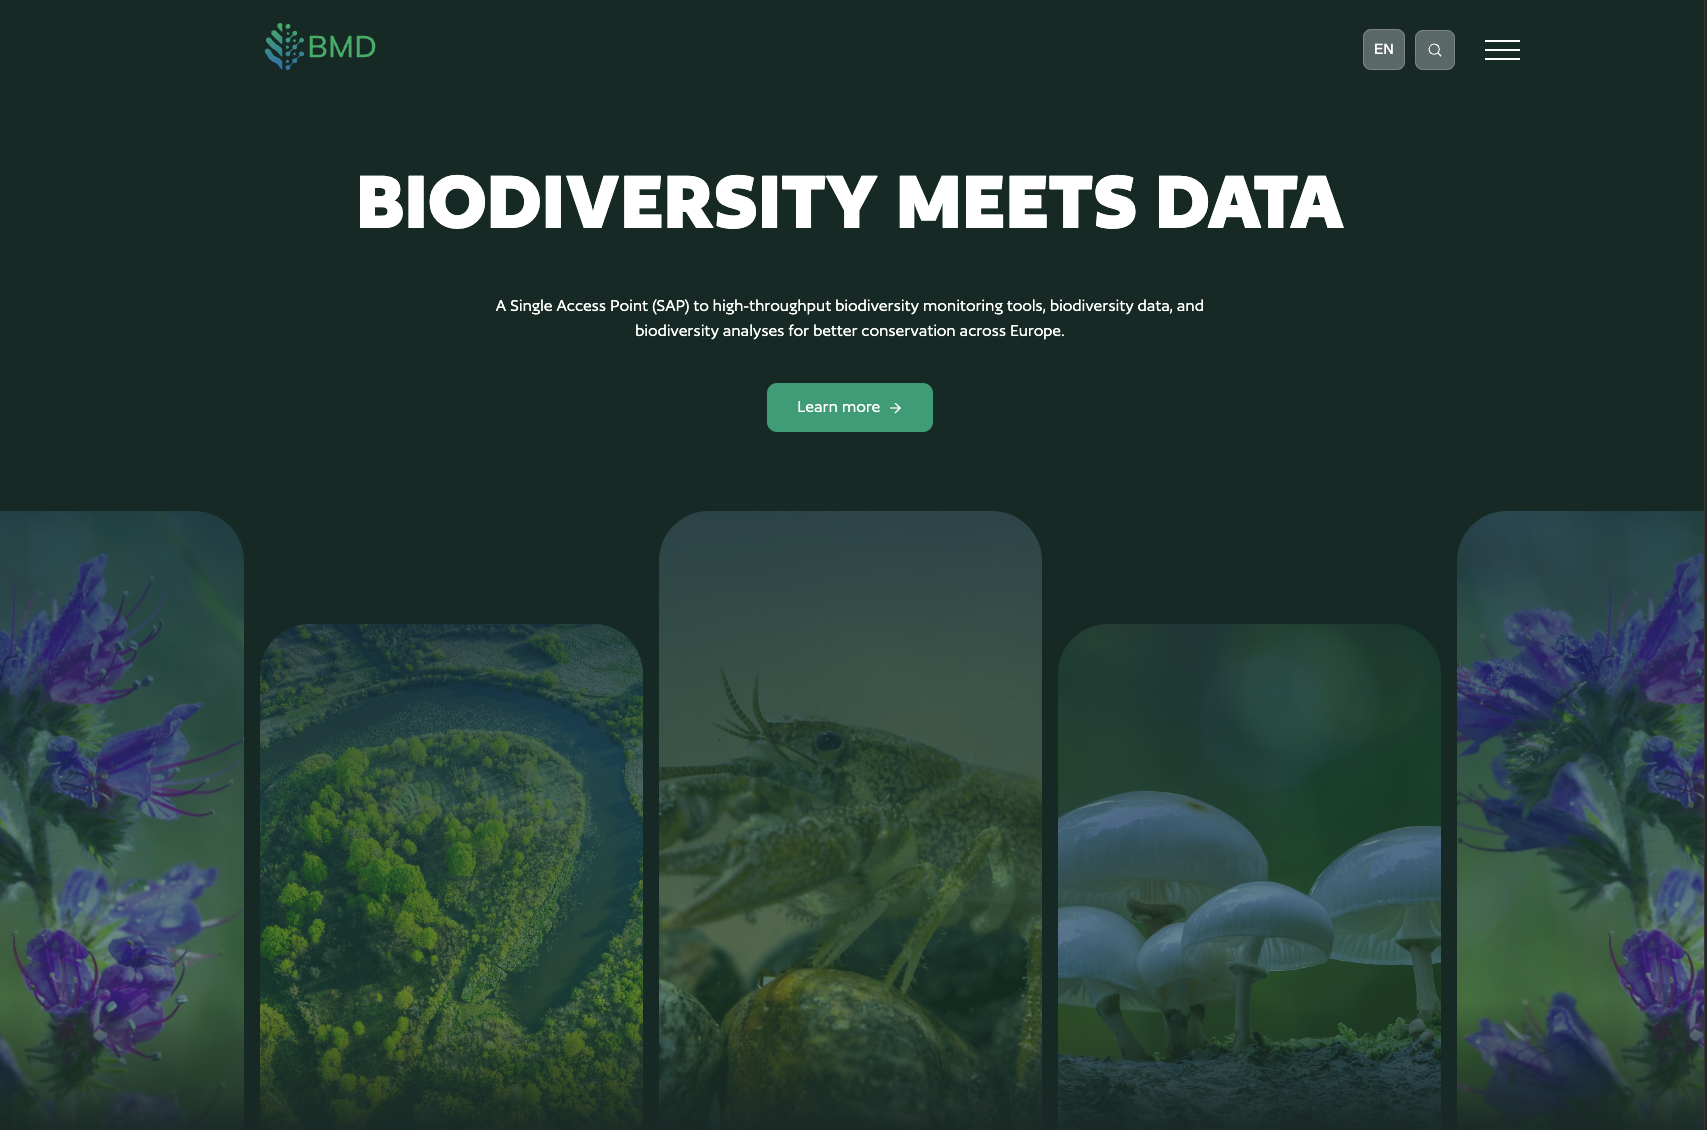 BMD
EN
BIODIVERSITY MEETS DATA
A Single Access Point (SAP) to high-throughput biodiversity monitoring tools, biodiversity data, and
biodiversity analyses for better conservation across Europe.
Learn more